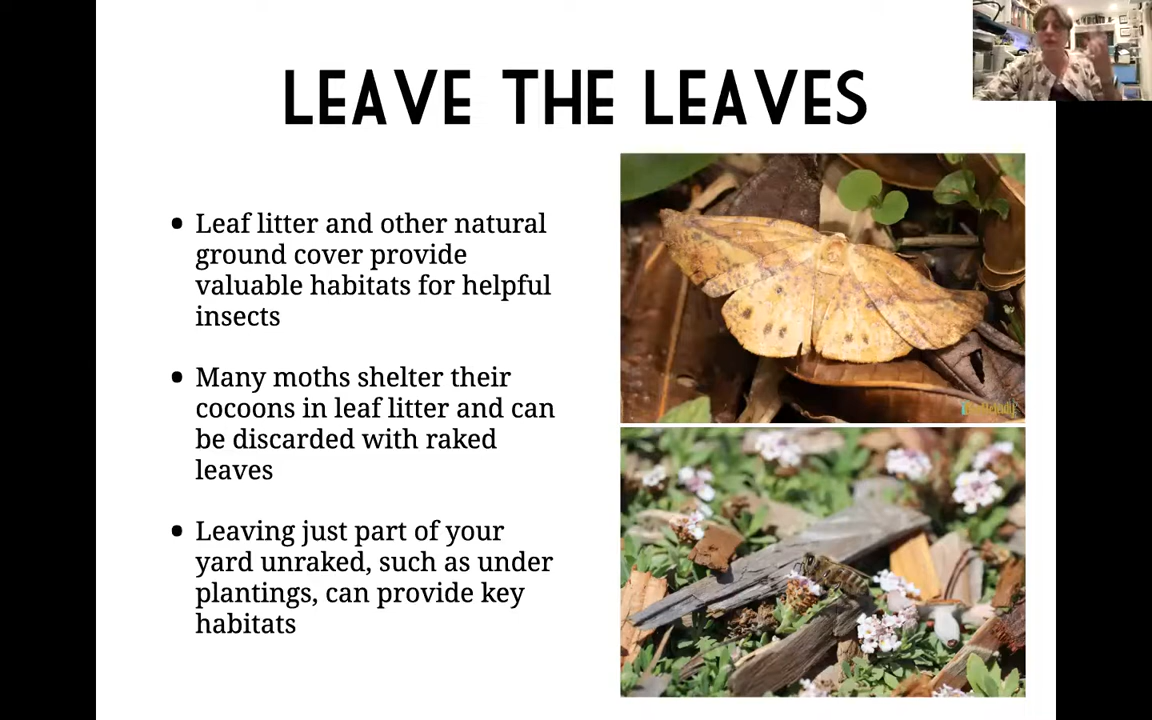 LEAVE THE LEAVES
• Leaf litter and other natural
ground cover provide
valuable habitats for helpful
insects
• Many moths shelter their
cocoons in leaf litter and can
be discarded with raked
leaves
• Leaving just part of your
yard unraked, such as under
plantings, can provide key
habitats